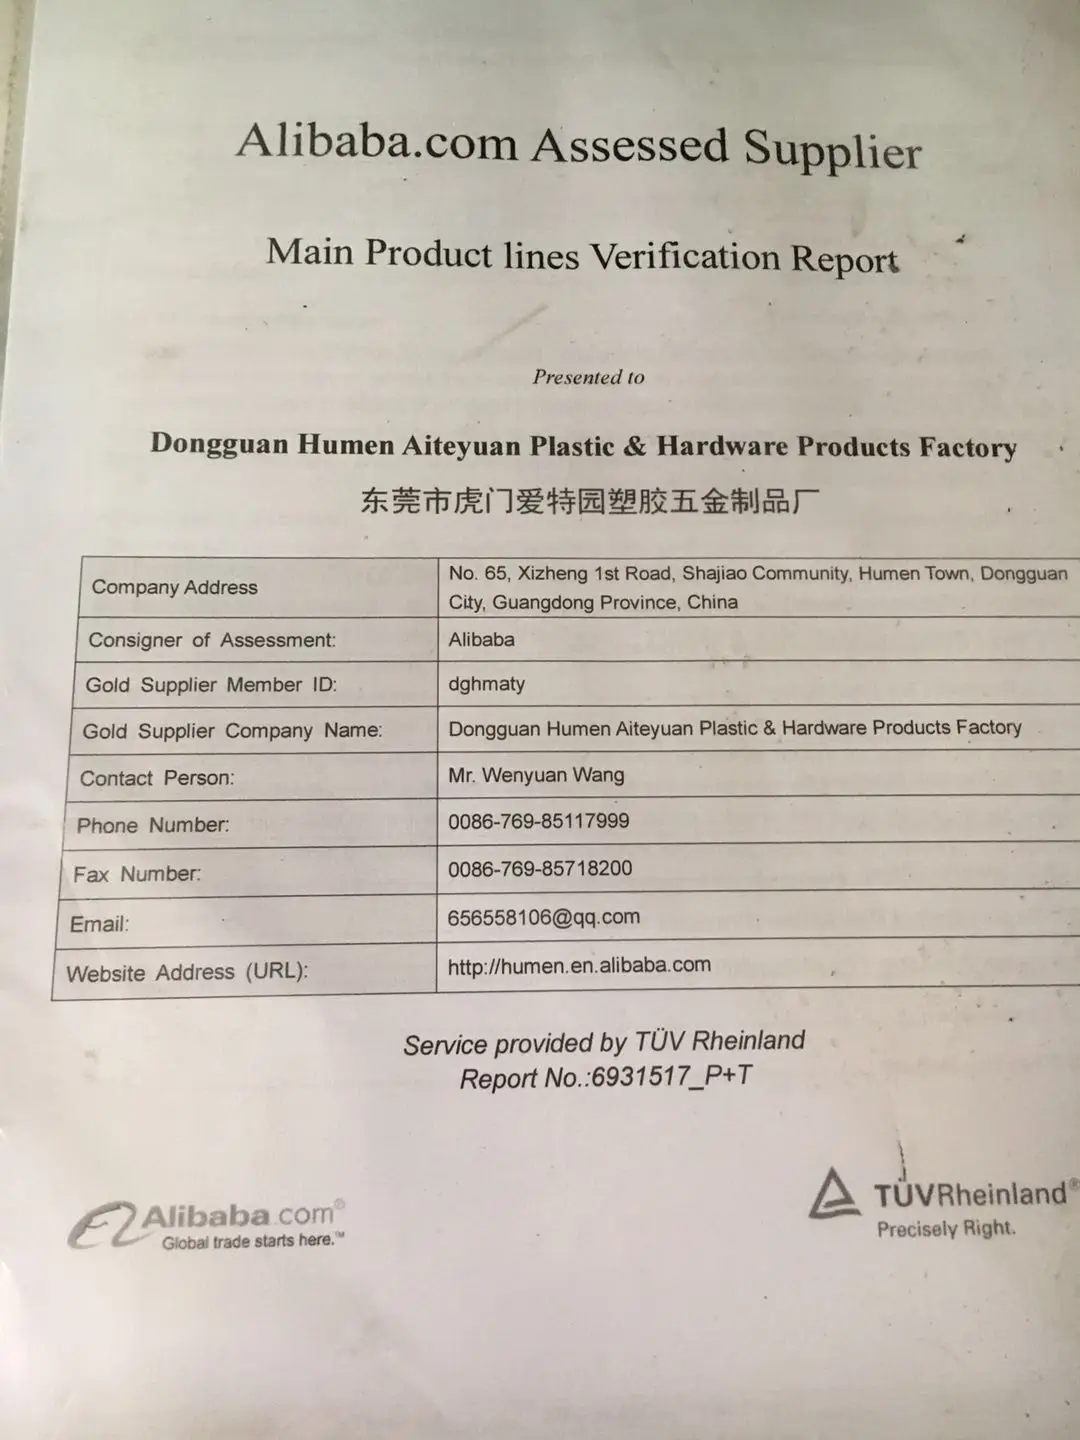 Alibaba.com Assessed Supplier
Main Product lines Verification Report
Presented to
Dongguan Humen Aiteyuan Plastic & Hardware Products Factory
东莞市虎门爱特园塑胶五金制品厂
Company Address
No. 65, Xizheng 1st Road, Shajiao Community, Humen Town, Dongguan
City, Guangdong Province, China
Consigner of Assessment: Alibaba
Gold Supplier Member ID: dghmaty
Gold Supplier Company Name: Dongguan Humen Aiteyuan Plastic & Hardware Products Factory
Contact Person: Mr. Wenyuan Wang
Phone Number: 0086-769-85117999
Fax Number: 0086-769-85718200
Email: 656558106@qq.com
Website Address (URL): http://humen.en.alibaba.com
Service provided by TÜV Rheinland
Report No.:6931517_P+T
Alibaba.com®
Global trade starts here.™
TÜVRheinland®
Precisely Right.